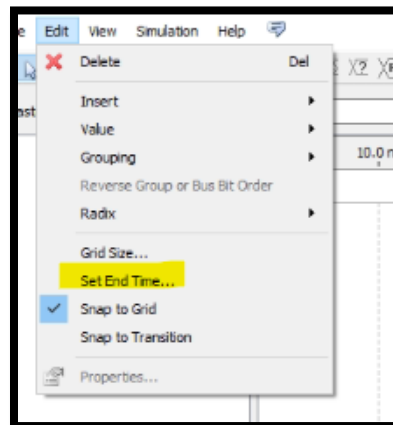 Edit View Simulation Help
Delete Del
Insert
Value
Grouping
Reverse Group or Bus Bit Order
Radix
Grid Size...
Set End Time...
Snap to Grid
Snap to Transition
Properties...
10.0 n